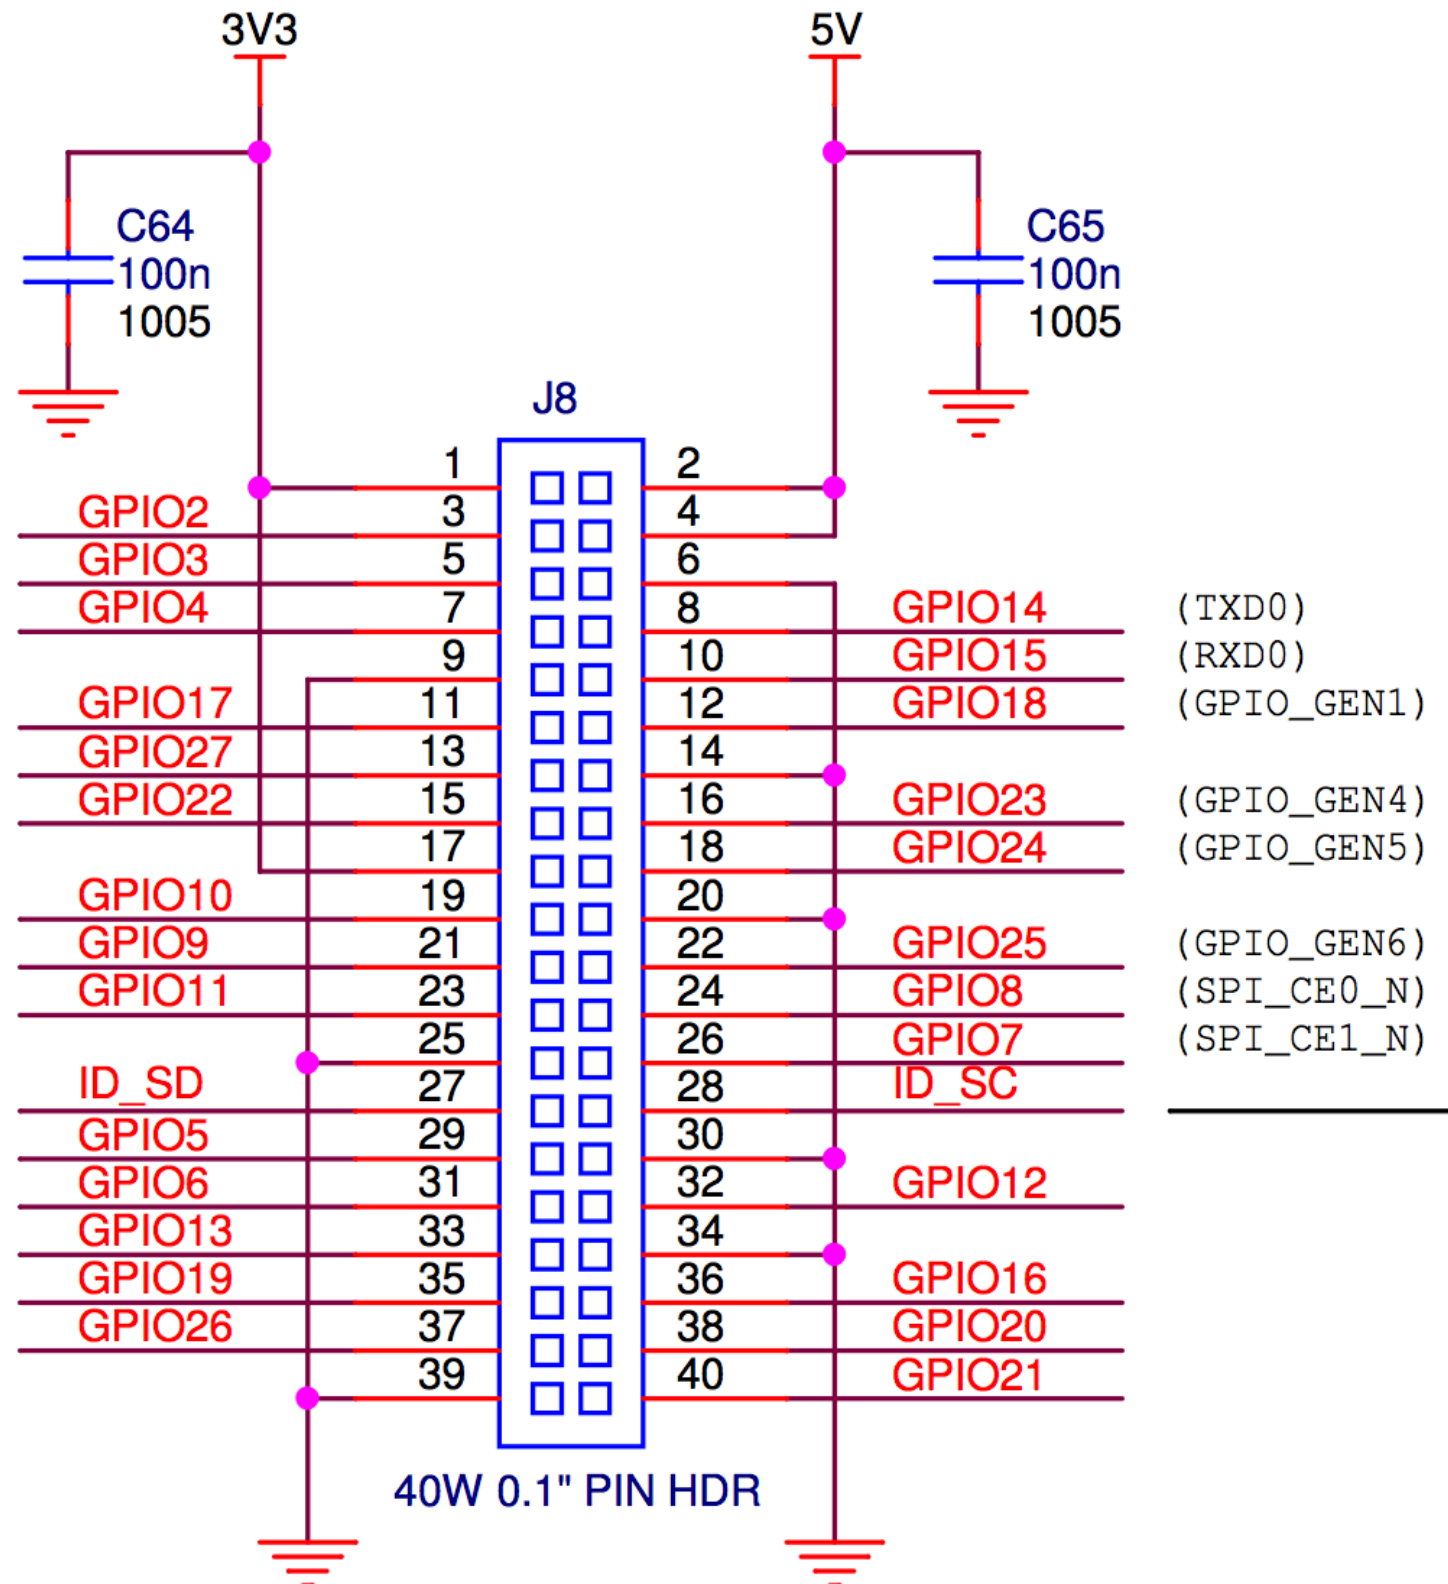 3V3 5V
C64 C65
100n 100n
1005 1005
J8
1 2
GPIO2 3 4
GPIO3 5 6
GPIO4 7 8 GPIO14 (TXD0)
9 10 GPIO15 (RXD0)
GPIO17 11 12 GPIO18 (GPIO_GEN1)
GPIO27 13 14
GPIO22 15 16 GPIO23 (GPIO_GEN4)
17 18 GPIO24 (GPIO_GEN5)
GPIO10 19 20
GPIO9 21 22 GPIO25 (GPIO_GEN6)
GPIO11 23 24 GPIO8 (SPI_CE0_N)
25 26 GPIO7 (SPI_CE1_N)
ID_SD 27 28 ID_SC
GPIO5 29 30
GPIO6 31 32 GPIO12
GPIO13 33 34
GPIO19 35 36 GPIO16
GPIO26 37 38 GPIO20
39 40 GPIO21
40W 0.1" PIN HDR